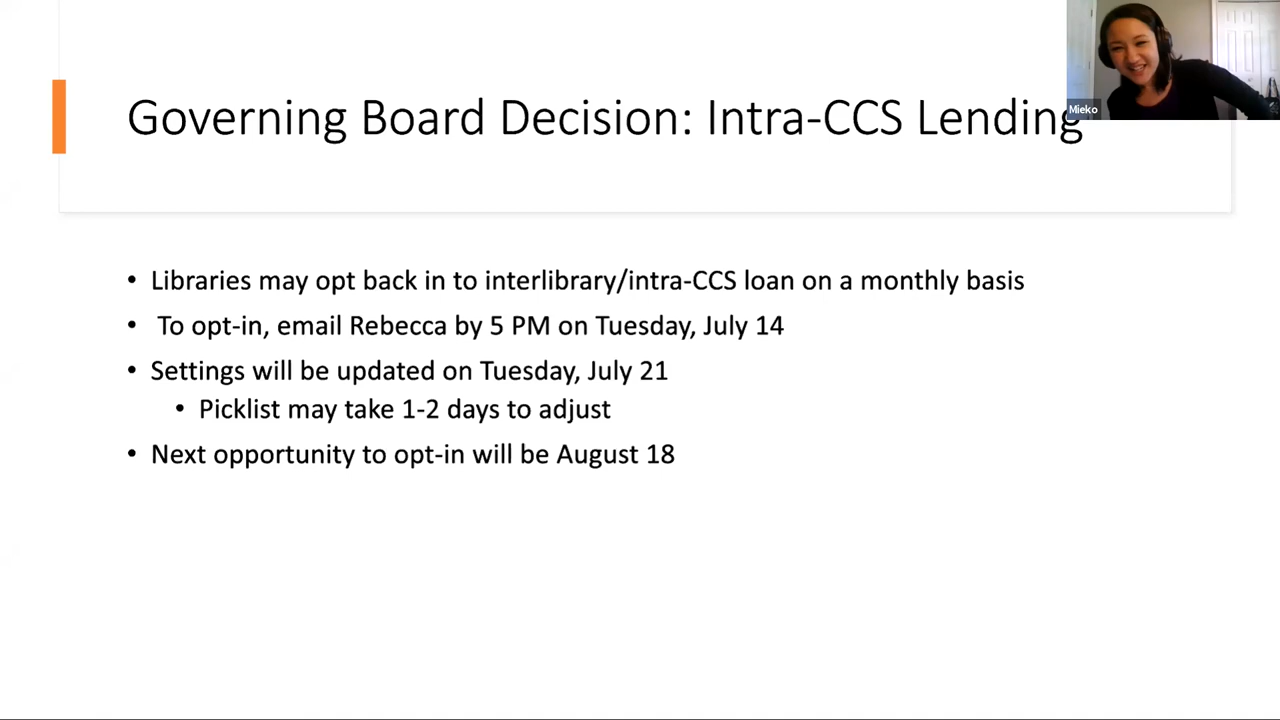 Governing Board Decision: Intra-CCS Lending
Mieko
• Libraries may opt back in to interlibrary/intra-CCS loan on a monthly basis
• To opt-in, email Rebecca by 5 PM on Tuesday, July 14
• Settings will be updated on Tuesday, July 21
• Picklist may take 1-2 days to adjust
• Next opportunity to opt-in will be August 18